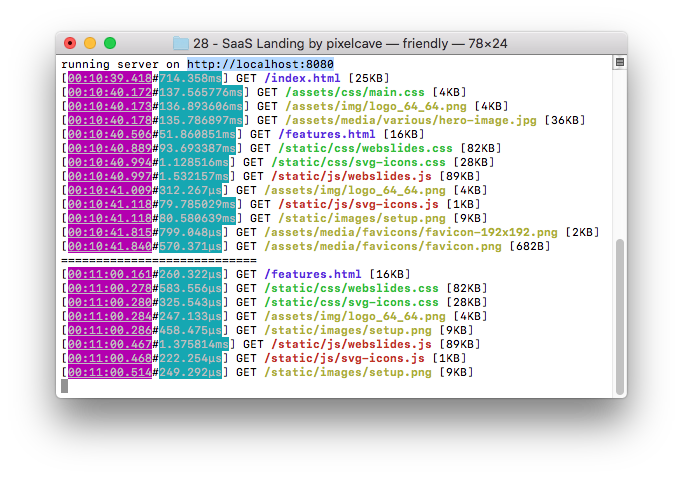 28 - SaaS Landing by pixelcave — friendly — 78×24
running server on http://localhost:8080
[00:10:39.418#714.358ms] GET /index.html [25KB]
[00:10:40.172#137.565776ms] GET /assets/css/main.css [4KB]
[00:10:40.173#136.893606ms] GET /assets/img/logo_64_64.png [4KB]
[00:10:40.178#135.786897ms] GET /assets/media/various/hero-image.jpg [36KB]
[00:10:40.506#51.860851ms] GET /features.html [16KB]
[00:10:40.889#93.693387ms] GET /static/css/webslides.css [82KB]
[00:10:40.994#1.128516ms] GET /static/css/svg-icons.css [28KB]
[00:10:40.997#1.532157ms] GET /static/js/webslides.js [89KB]
[00:10:41.009#312.267µs] GET /assets/img/logo_64_64.png [4KB]
[00:10:41.118#79.785029ms] GET /static/js/svg-icons.js [1KB]
[00:10:41.118#80.580639ms] GET /static/images/setup.png [9KB]
[00:10:41.815#799.048µs] GET /assets/media/favicons/favicon-192x192.png [2KB]
[00:10:41.840#570.371µs] GET /assets/media/favicons/favicon.png [682B]
============================
[00:11:00.161#260.322µs] GET /features.html [16KB]
[00:11:00.278#583.556µs] GET /static/css/webslides.css [82KB]
[00:11:00.280#325.543µs] GET /static/css/svg-icons.css [28KB]
[00:11:00.284#247.133µs] GET /assets/img/logo_64_64.png [4KB]
[00:11:00.286#458.475µs] GET /static/images/setup.png [9KB]
[00:11:00.467#1.375814ms] GET /static/js/webslides.js [89KB]
[00:11:00.468#222.254µs] GET /static/js/svg-icons.js [1KB]
[00:11:00.514#249.292µs] GET /static/images/setup.png [9KB]